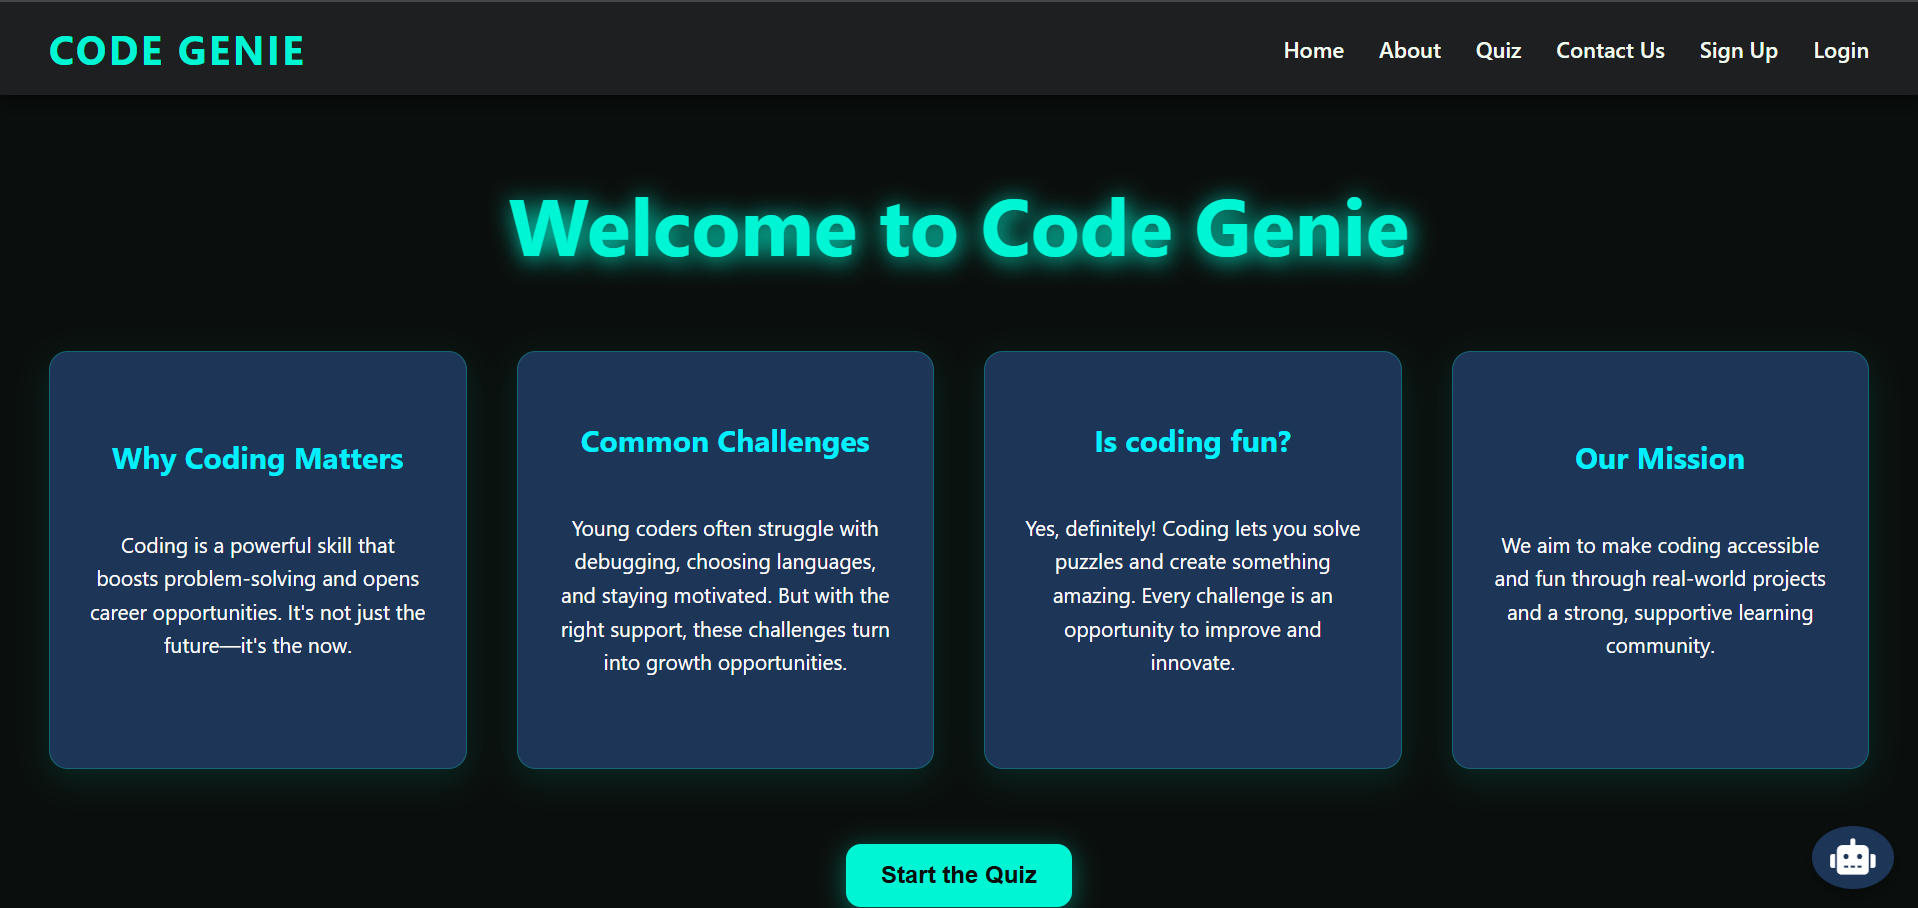 CODE GENIE
Home About Quiz Contact Us Sign Up Login
Welcome to Code Genie
Why Coding Matters
Coding is a powerful skill that
boosts problem-solving and opens
career opportunities. It's not just the
future—it's the now.
Common Challenges
Young coders often struggle with
debugging, choosing languages,
and staying motivated. But with the
right support, these challenges turn
into growth opportunities.
Is coding fun?
Yes, definitely! Coding lets you solve
puzzles and create something
amazing. Every challenge is an
opportunity to improve and
innovate.
Our Mission
We aim to make coding accessible
and fun through real-world projects
and a strong, supportive learning
community.
Start the Quiz